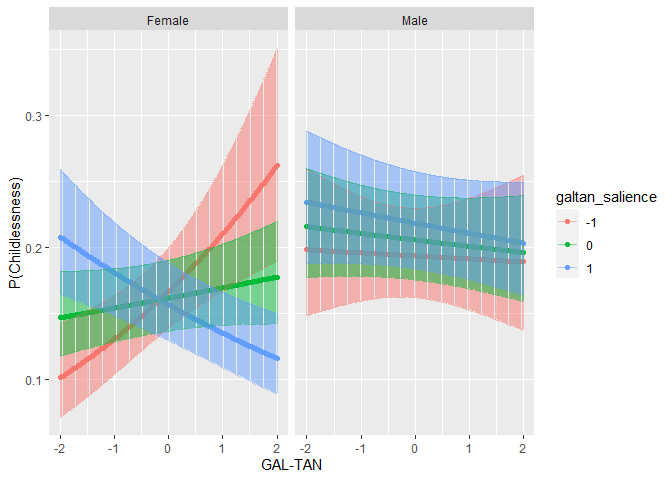 Female Male
P(Childlessness)
0.3
0.2
0.1
-2 -1 0 1 2 -2 -1 0 1 2
GAL-TAN
galtan_salience
-1
0
1